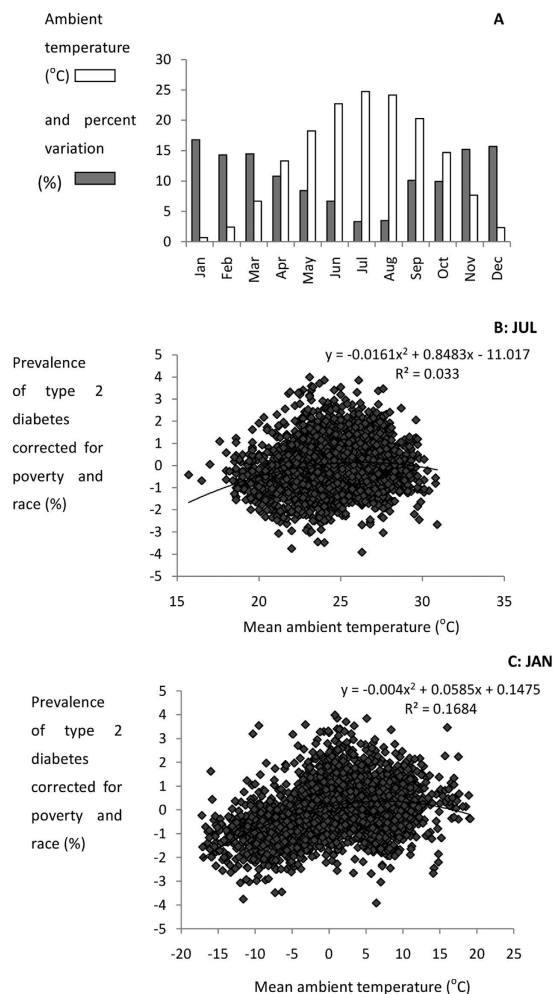 Ambient
temperature
(°C)
and percent
variation
(%)
A
30
25
20
15
10
5
0
Jan
Feb
Mar
Apr
May
Jun
Jul
Aug
Sep
Oct
Nov
Dec
B: JUL
Prevalence
of type 2
diabetes
corrected for
poverty and
race (%)
y = -0.0161x² + 0.8483x - 11.017
R² = 0.033
5
4
3
2
1
0
-1
-2
-3
-4
-5
15 20 25 30 35
Mean ambient temperature (°C)
C: JAN
Prevalence
of type 2
diabetes
corrected for
poverty and
race (%)
y = -0.004x² + 0.0585x + 0.1475
R² = 0.1684
5
4
3
2
1
0
-1
-2
-3
-4
-5
-20 -15 -10 -5 0 5 10 15 20 25
Mean ambient temperature (°C)